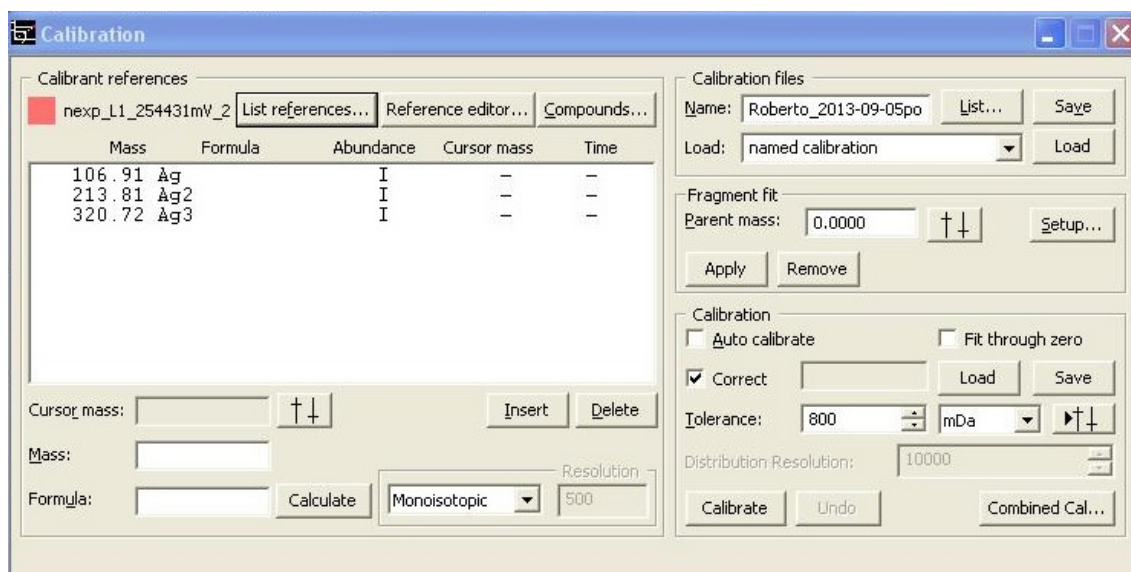 Calibration
Calibrant references
nexp_L1_254431mV_2 List references... Reference editor... Compounds...
Mass Formula Abundance Cursor mass Time
106.91 Ag I – –
213.81 Ag2 I – –
320.72 Ag3 I – –
Cursor mass:
Insert Delete
Mass:
Formula:
Calculate
Monoisotopic
Resolution
500
Calibration files
Name: Roberto_2013-09-05po List... Save
Load: named calibration Load
Fragment fit
Parent mass: 0.0000 Setup...
Apply Remove
Calibration
Auto calibrate Fit through zero
Correct Load Save
Tolerance: 800 mDa
Distribution Resolution: 10000
Calibrate Undo Combined Cal...